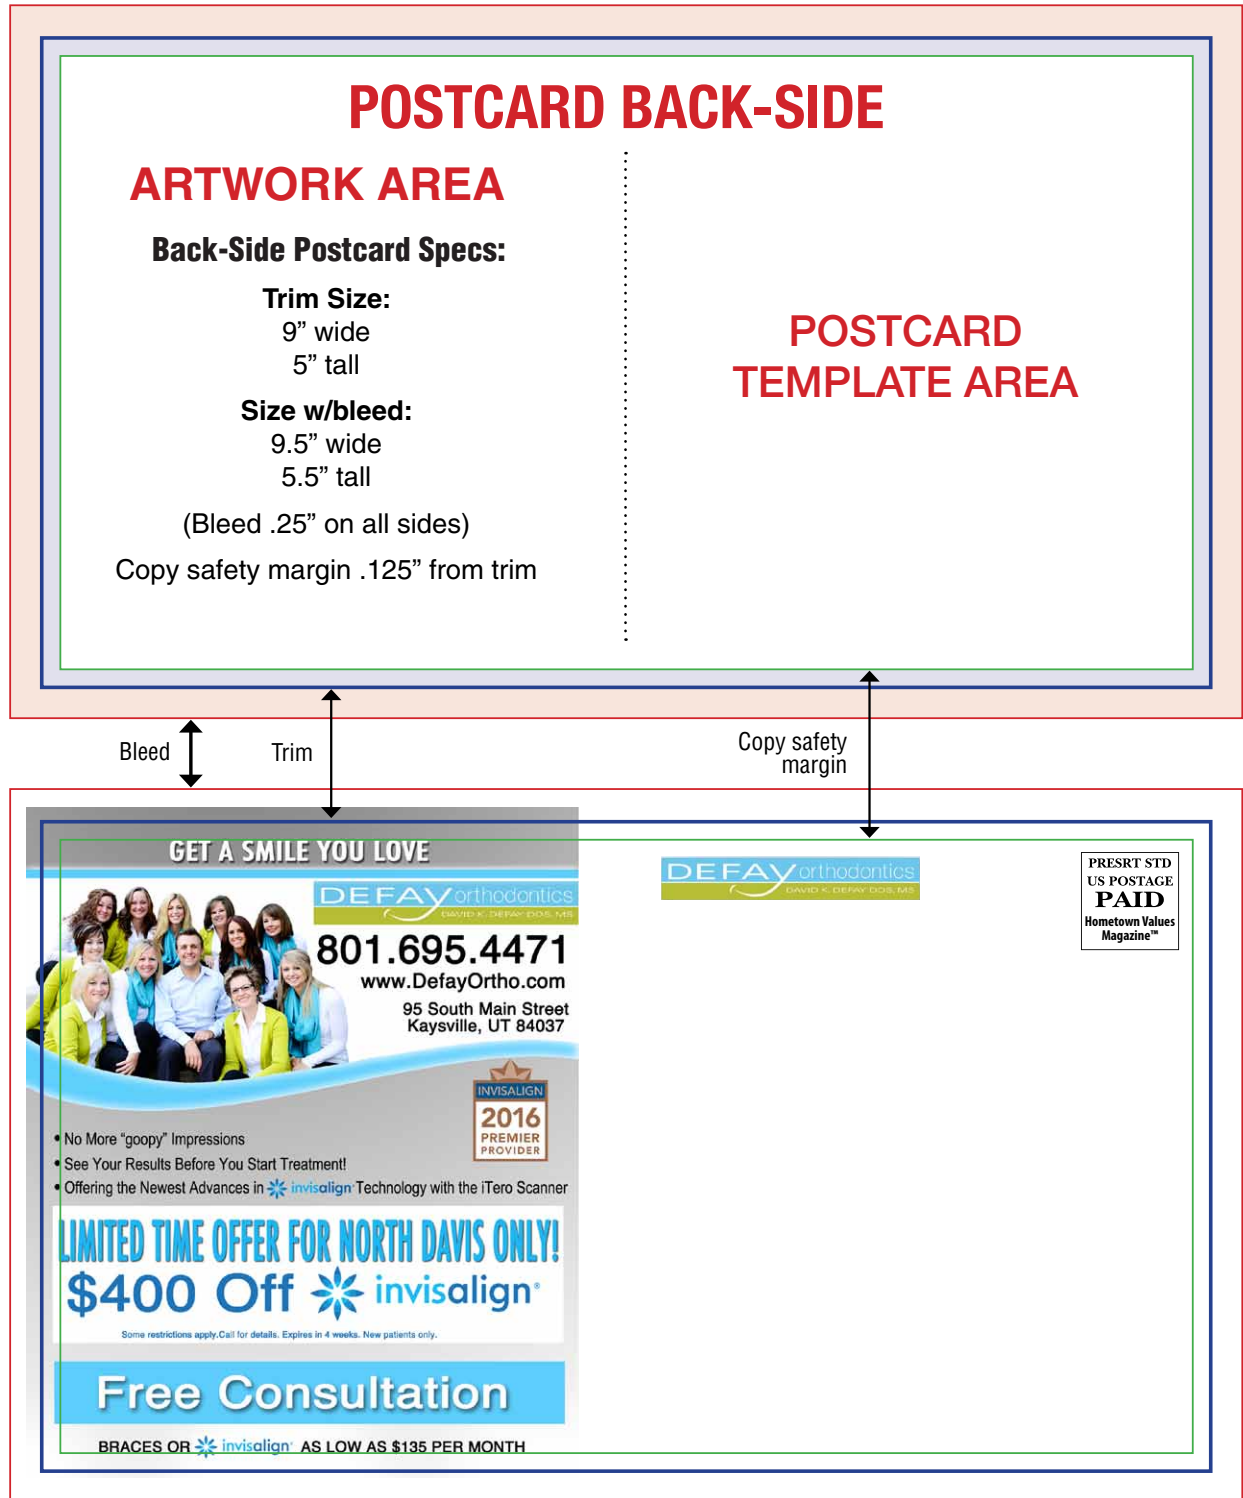 POSTCARD BACK-SIDE
ARTWORK AREA
Back-Side Postcard Specs:
Trim Size:
9” wide
5” tall
Size w/bleed:
9.5” wide
5.5” tall
(Bleed .25” on all sides)
Copy safety margin .125” from trim
POSTCARD
TEMPLATE AREA
Bleed
Trim
Copy safety
margin
GET A SMILE YOU LOVE
DEFAY orthodontics
DAVID K. DEFAY DDS, MS
801.695.4471
www.DefayOrtho.com
95 South Main Street
Kaysville, UT 84037
INVISALIGN
2016
PREMIER
PROVIDER
• No More “goopy” Impressions
• See Your Results Before You Start Treatment!
• Offering the Newest Advances in invisalign Technology with the iTero Scanner
LIMITED TIME OFFER FOR NORTH DAVIS ONLY!
$400 Off invisalign®
Some restrictions apply.Call for details. Expires in 4 weeks. New patients only.
Free Consultation
BRACES OR invisalign AS LOW AS $135 PER MONTH
DEFAY orthodontics
DAVID K. DEFAY DDS, MS
PRESRT STD
US POSTAGE
PAID
Hometown Values
Magazine™